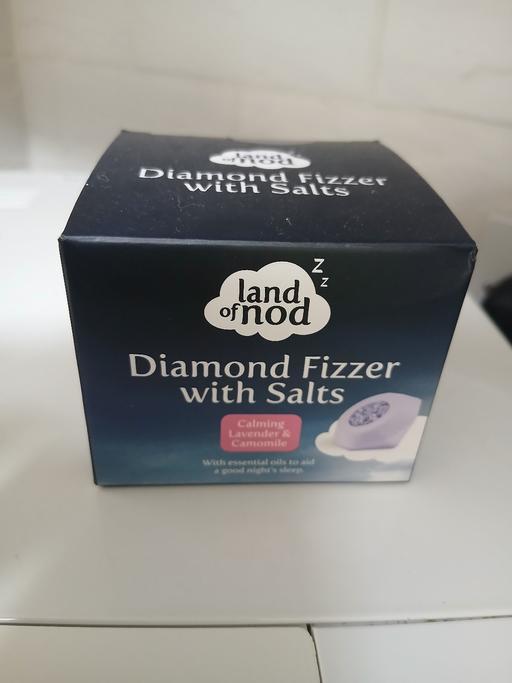 land
of nod
Diamond Fizzer
with Salts
z
z
land
of nod
Diamond Fizzer
with Salts
Calming
Lavender &
Camomile
With essential oils to aid
a good night's sleep.